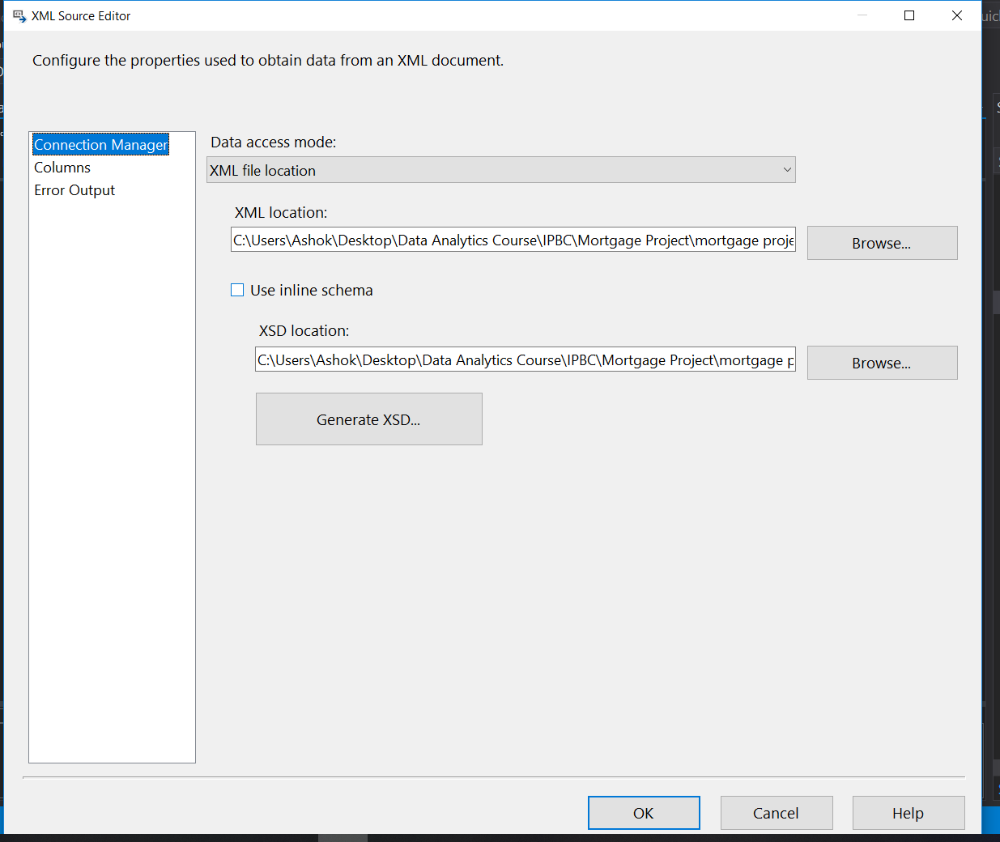 XML Source Editor
Configure the properties used to obtain data from an XML document.
Connection Manager
Columns
Error Output
Data access mode:
XML file location
XML location:
C:\Users\Ashok\Desktop\Data Analytics Course\IPBC\Mortgage Project\mortgage proje
Browse...
Use inline schema
XSD location:
C:\Users\Ashok\Desktop\Data Analytics Course\IPBC\Mortgage Project\mortgage p
Browse...
Generate XSD...
OK
Cancel
Help